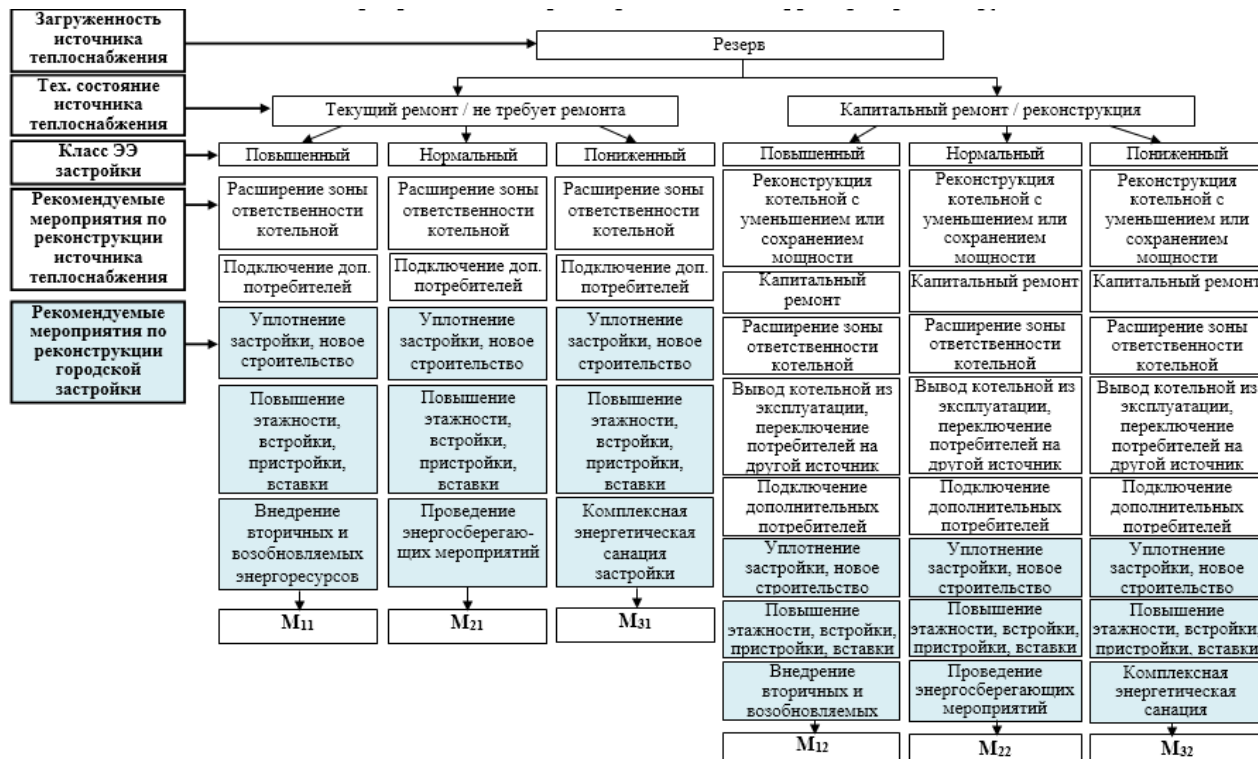 Загруженность
источника
теплоснабжения
Резерв
Тех. состояние
источника
теплоснабжения
Текущий ремонт / не требует ремонта
Капитальный ремонт / реконструкция
Класс ЭЭ
застройки
Повышенный
Нормальный
Пониженный
Повышенный
Нормальный
Пониженный
Рекомендуемые
мероприятия по
реконструкции
источника
теплоснабжения
Рекомендуемые
мероприятия по
реконструкции
городской
застройки
Расширение зоны
ответственности
котельной
Подключение доп.
потребителей
Уплотнение
застройки, новое
строительство
Повышение
этажности,
встройки,
пристройки,
вставки
Внедрение
вторичных и
возобновляемых
энергоресурсов
М11
Расширение зоны
ответственности
котельной
Подключение доп.
потребителей
Уплотнение
застройки, новое
строительство
Повышение
этажности,
встройки,
пристройки,
вставки
Проведение
энергосберегаю-
щих мероприятий
М21
Расширение зоны
ответственности
котельной
Подключение доп.
потребителей
Уплотнение
застройки, новое
строительство
Повышение
этажности,
встройки,
пристройки,
вставки
Комплексная
энергетическая
санация
застройки
М31
Реконструкция
котельной с
уменьшением или
сохранением
мощности
Капитальный
ремонт
Расширение зоны
ответственности
котельной
Вывод котельной из
эксплуатации,
переключение
потребителей на
другой источник
Подключение
дополнительных
потребителей
Уплотнение
застройки, новое
строительство
Повышение
этажности, встройки,
пристройки, вставки
Внедрение
вторичных и
возобновляемых
М12
Реконструкция
котельной с
уменьшением или
сохранением
мощности
Капитальный ремонт
Расширение зоны
ответственности
котельной
Вывод котельной из
эксплуатации,
переключение
потребителей на
другой источник
Подключение
дополнительных
потребителей
Уплотнение
застройки, новое
строительство
Повышение
этажности, встройки,
пристройки, вставки
Проведение
энергосберегающих
мероприятий
М22
Реконструкция
котельной с
уменьшением или
сохранением
мощности
Капитальный ремонт
Расширение зоны
ответственности
котельной
Вывод котельной из
эксплуатации,
переключение
потребителей на
другой источник
Подключение
дополнительных
потребителей
Уплотнение
застройки, новое
строительство
Повышение
этажности, встройки,
пристройки, вставки
Комплексная
энергетическая
санация
М32